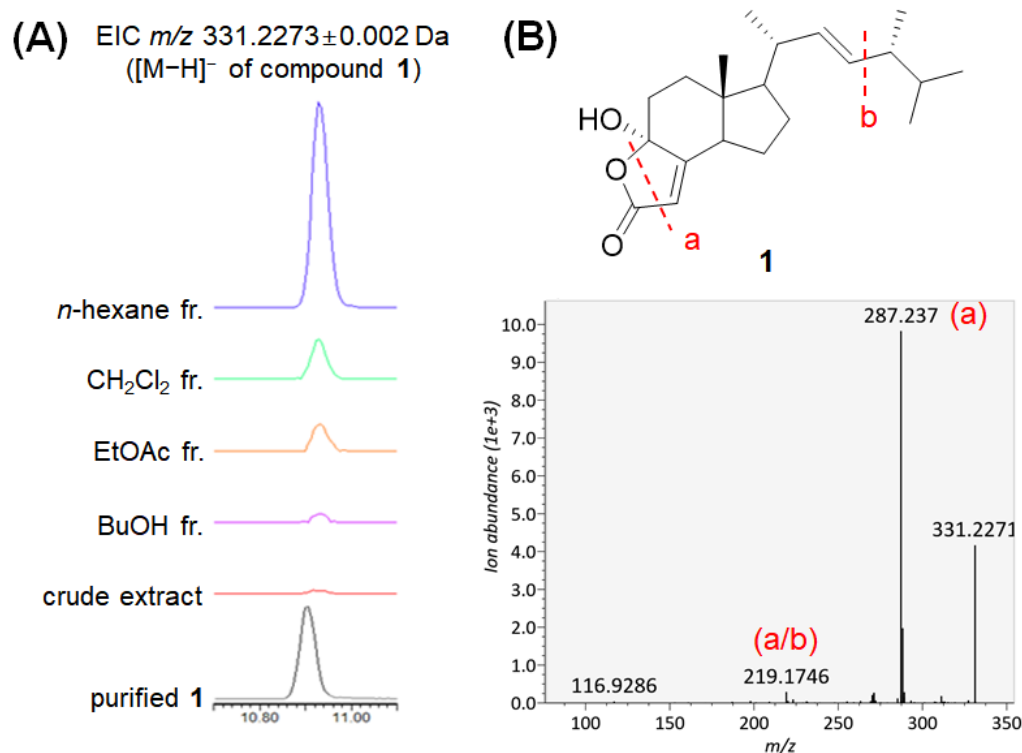 (A)
EIC m/z 331.2273±0.002 Da
([M−H]⁻ of compound 1)
n-hexane fr.
CH₂Cl₂ fr.
EtOAc fr.
BuOH fr.
crude extract
purified 1
10.80
11.00
(B)
HO
O
O
a
b
1
Ion abundance (1e+3)
10.0
9.0
8.0
7.0
6.0
5.0
4.0
3.0
2.0
1.0
0.0
287.237
(a)
331.2271
(a/b)
219.1746
116.9286
100
150
200
250
300
350
m/z